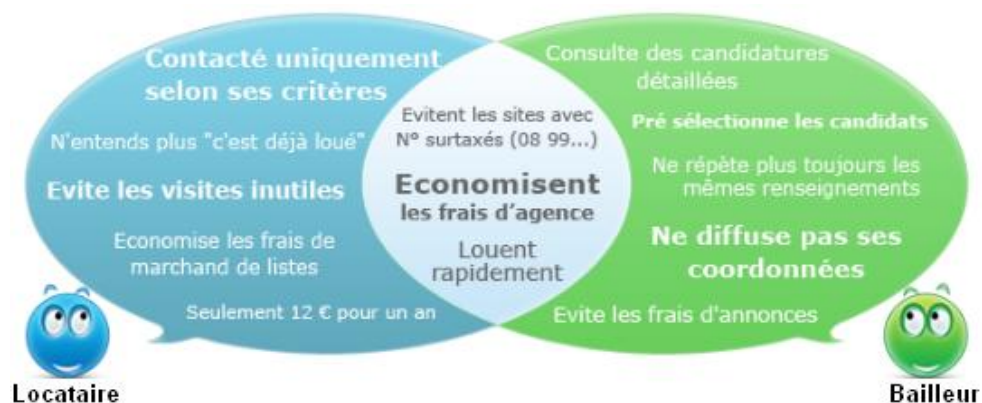 Contacté uniquement
selon ses critères
N'entends plus "c'est déjà loué"
Evite les visites inutiles
Economise les frais de
marchand de listes
Seulement 12 € pour un an
Evitent les sites avec
N° surtaxés (08 99...)
Economisent
les frais d'agence
Louent
rapidement
Consulte des candidatures
détaillées
Pré sélectionne les candidats
Ne répète plus toujours les
mêmes renseignements
Ne diffuse pas ses
coordonnées
Evite les frais d'annonces
Locataire
Bailleur